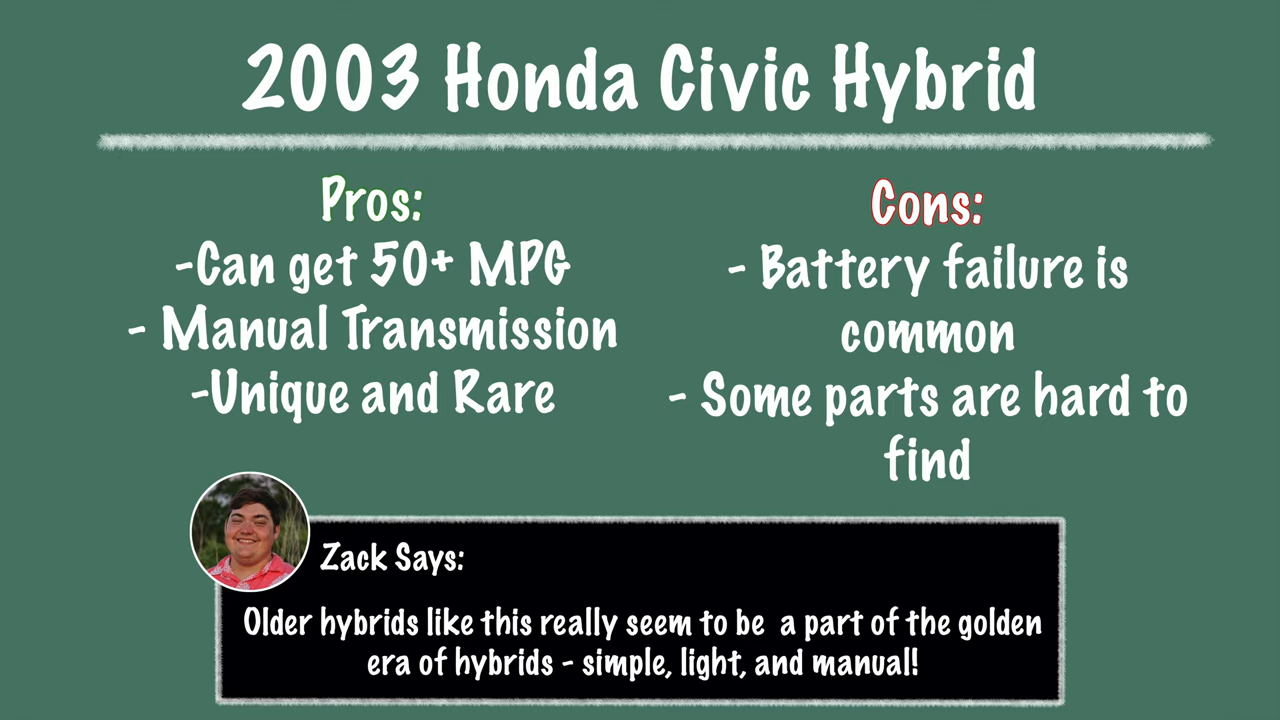 2003 Honda Civic Hybrid
Pros:
-Can get 50+ MPG
- Manual Transmission
-Unique and Rare
Cons:
- Battery failure is
common
- Some parts are hard to
find
Zack Says:
Older hybrids like this really seem to be  a part of the golden
era of hybrids - simple, light, and manual!